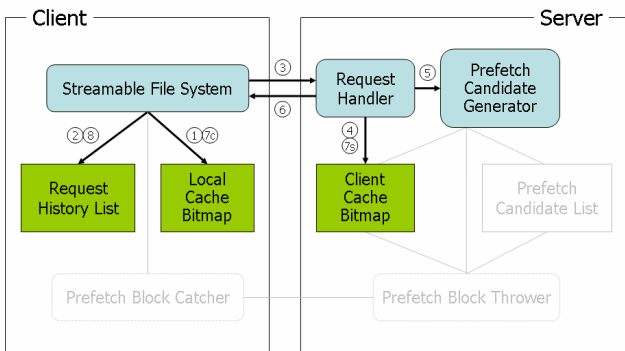 Client
Server
Streamable File System
③
⑥
Request
Handler
⑤
Prefetch
Candidate
Generator
②⑧
①7c
④
7s
Request
History List
Local
Cache
Bitmap
Client
Cache
Bitmap
Prefetch
Candidate List
Prefetch Block Catcher
Prefetch Block Thrower